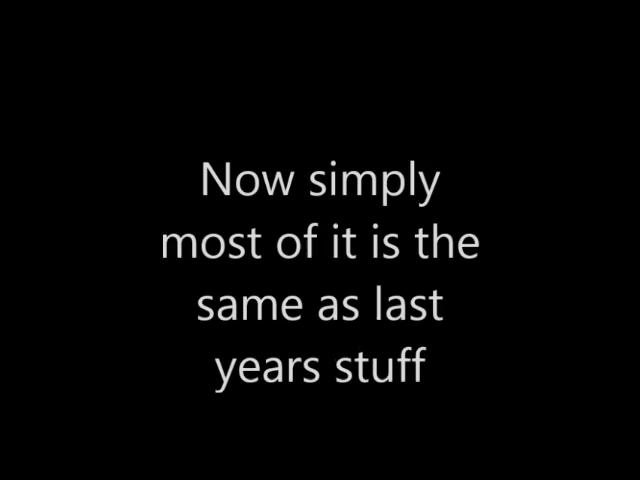 Now simply
most of it is the
same as last
years stuff